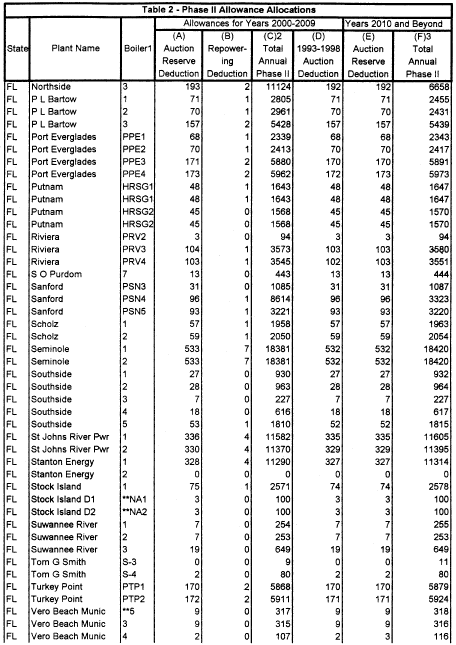 Table 2 - Phase II Allowance Allocations
Allowances for Years 2000-2009 Years 2010 and Beyond
(A) (B) (C)2 (D) (E) (F)3
State Plant Name Boiler1 Auction Repower- Total 1993-1998 Auction Total
Reserve ing Annual Auction Reserve Annual
Deduction Deduction Phase II Deduction Deduction Phase II
FL Northside 3 193 2 11124 192 192 6658
FL P L Bartow 1 71 1 2805 71 71 2455
FL P L Bartow 2 70 1 2961 70 70 2431
FL P L Bartow 3 157 2 5428 157 157 5439
FL Port Everglades PPE1 68 1 2339 68 68 2343
FL Port Everglades PPE2 70 1 2413 70 70 2417
FL Port Everglades PPE3 171 2 5880 170 170 5891
FL Port Everglades PPE4 173 2 5962 172 172 5973
FL Putnam HRSG1 48 1 1643 48 48 1647
FL Putnam HRSG1 48 1 1643 48 48 1647
FL Putnam HRSG2 45 0 1568 45 45 1570
FL Putnam HRSG2 45 0 1568 45 45 1570
FL Riviera PRV2 3 0 94 3 3 94
FL Riviera PRV3 104 1 3573 103 103 3580
FL Riviera PRV4 103 1 3545 102 103 3551
FL S O Purdom 7 13 0 443 13 13 444
FL Sanford PSN3 31 0 1085 31 31 1087
FL Sanford PSN4 96 1 8614 96 96 3323
FL Sanford PSN5 93 1 3221 93 93 3220
FL Scholz 1 57 1 1958 57 57 1963
FL Scholz 2 59 1 2050 59 59 2054
FL Seminole 1 533 7 18381 532 532 18420
FL Seminole 2 533 7 18381 532 532 18420
FL Southside 1 27 0 930 27 27 932
FL Southside 2 28 0 963 28 28 964
FL Southside 3 7 0 227 7 7 227
FL Southside 4 18 0 616 18 18 617
FL Southside 5 53 1 1810 52 52 1815
FL St Johns River Pwr 1 336 4 11582 335 335 11605
FL St Johns River Pwr 2 330 4 11370 329 329 11395
FL Stanton Energy 1 328 4 11290 327 327 11314
FL Stanton Energy 2 0 0 0 0 0 0
FL Stock Island 1 75 1 2571 74 74 2578
FL Stock Island D1 **NA1 3 0 100 3 3 100
FL Stock Island D2 **NA2 3 0 100 3 3 100
FL Suwannee River 1 7 0 254 7 7 255
FL Suwannee River 2 7 0 253 7 7 253
FL Suwannee River 3 19 0 649 19 19 649
FL Tom G Smith S-3 0 0 9 0 0 11
FL Tom G Smith S-4 2 0 80 2 2 80
FL Turkey Point PTP1 170 2 5868 170 170 5879
FL Turkey Point PTP2 172 2 5911 171 171 5924
FL Vero Beach Munic **5 9 0 317 9 9 318
FL Vero Beach Munic 3 9 0 315 9 9 316
FL Vero Beach Munic 4 2 0 107 2 3 116